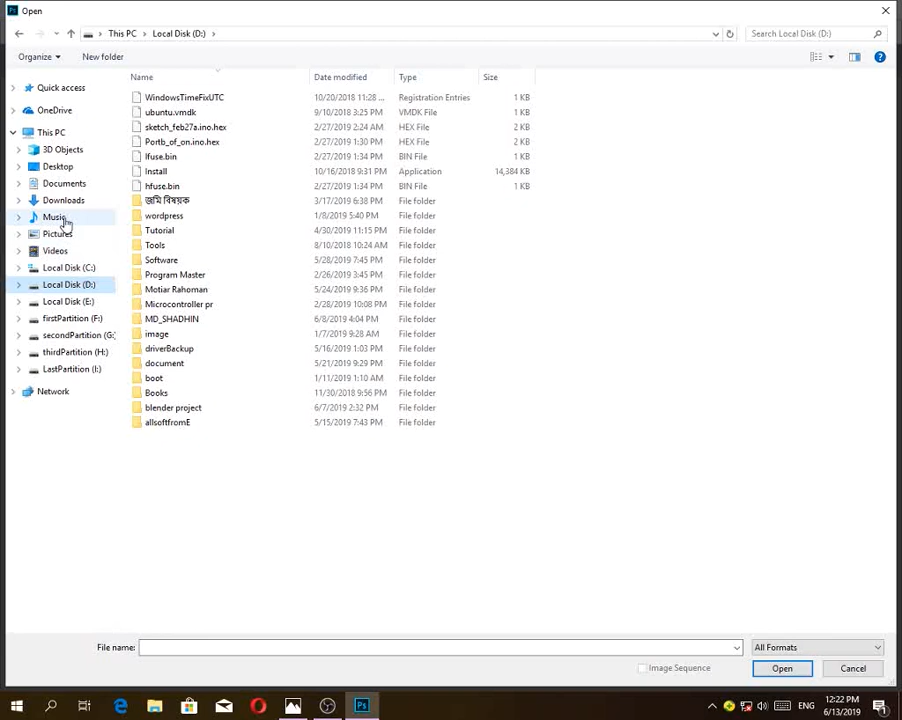 Open
This PC > Local Disk (D:) >
Search Local Disk (D:)
Organize
New folder
Name Date modified Type Size
Quick access
OneDrive
This PC
3D Objects
Desktop
Documents
Downloads
Music
Pictures
Videos
Local Disk (C:)
Local Disk (D:)
Local Disk (E:)
firstPartition (F:)
secondPartition (G:
thirdPartition (H:)
LastPartition (I:)
Network
WindowsTimeFixUTC 10/20/2018 11:28 ... Registration Entries 1 KB
ubuntu.vmdk 9/10/2018 3:25 PM VMDK File 1 KB
sketch_feb27a.ino.hex 2/27/2019 2:24 AM HEX File 2 KB
Portb_of_on.ino.hex 2/27/2019 1:30 PM HEX File 2 KB
lfuse.bin 2/27/2019 1:34 PM BIN File 1 KB
Install 10/16/2018 9:31 PM Application 14,384 KB
hfuse.bin 2/27/2019 1:34 PM BIN File 1 KB
জমি বিষয়ক 3/17/2019 6:38 PM File folder
wordpress 1/8/2019 5:40 PM File folder
Tutorial 4/30/2019 11:15 PM File folder
Tools 8/10/2018 10:24 AM File folder
Software 5/28/2019 7:45 PM File folder
Program Master 2/26/2019 3:45 PM File folder
Motiar Rahoman 5/24/2019 9:36 PM File folder
Microcontroller pr 2/28/2019 10:08 PM File folder
MD_SHADHIN 6/8/2019 4:04 PM File folder
image 1/7/2019 9:28 AM File folder
driverBackup 5/16/2019 1:03 PM File folder
document 5/21/2019 9:29 PM File folder
boot 1/11/2019 1:10 AM File folder
Books 11/30/2018 9:56 PM File folder
blender project 6/7/2019 2:32 PM File folder
allsoftfromE 5/15/2019 7:43 PM File folder
File name:
All Formats
Image Sequence
Open
Cancel
ENG
12:22 PM
6/13/2019